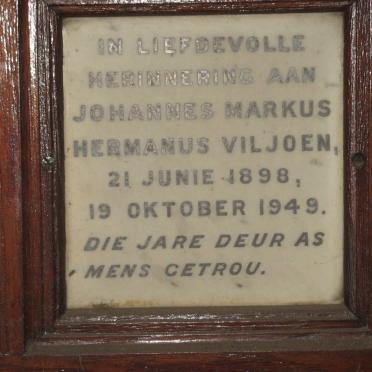 IN LIEFDEVOLLE
HERINNERING AAN
JOHANNES MARKUS
HERMANUS VILJOEN,
21 JUNIE 1898,
19 OKTOBER 1949.
DIE JARE DEUR AS
MENS GETROU.